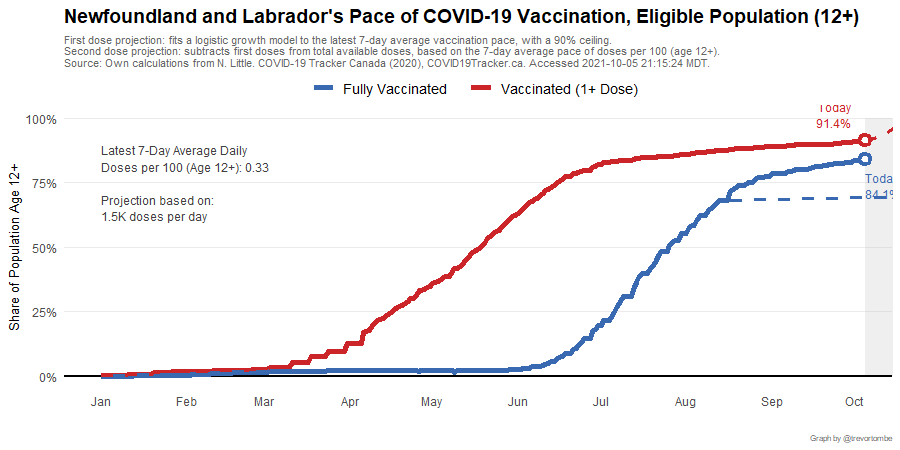 Newfoundland and Labrador's Pace of COVID-19 Vaccination, Eligible Population (12+)
First dose projection: fits a logistic growth model to the latest 7-day average vaccination pace, with a 90% ceiling.
Second dose projection: subtracts first doses from total available doses, based on the 7-day average pace of doses per 100 (age 12+).
Source: Own calculations from N. Little. COVID-19 Tracker Canada (2020), COVID19Tracker.ca. Accessed 2021-10-05 21:15:24 MDT.
Fully Vaccinated
Vaccinated (1+ Dose)
Today
91.4%
100%
75%
50%
25%
0%
Share of Population Age 12+
Latest 7-Day Average Daily
Doses per 100 (Age 12+): 0.33
Projection based on:
1.5K doses per day
Today
84.1%
Jan
Feb
Mar
Apr
May
Jun
Jul
Aug
Sep
Oct
Graph by @trevortombe